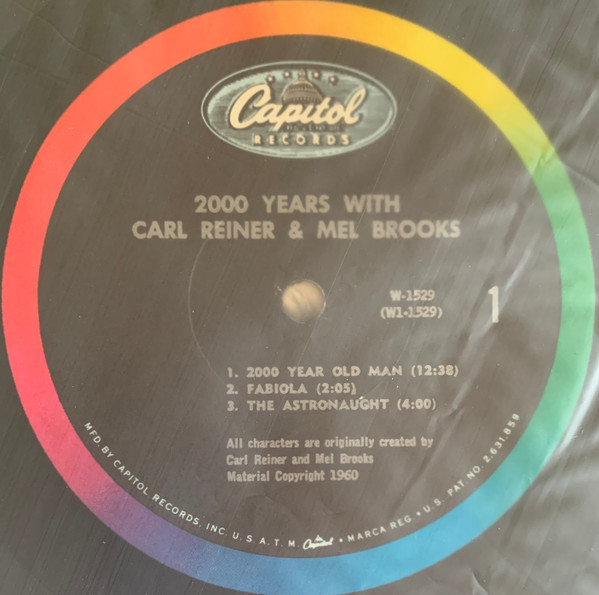 Capitol
RECORDS
2000 YEARS WITH
CARL REINER & MEL BROOKS
W-1529
(W1-1529)
1
1. 2000 YEAR OLD MAN (12:38)
2. FABIOLA (2:05)
3. THE ASTRONAUGHT (4:00)
All characters are originally created by
Carl Reiner and Mel Brooks
Material Copyright 1960
MFD. BY CAPITOL RECORDS, INC. U. S. A. T. M. Capitol • MARCA REG. • U. S. PAT. NO. 2,631,859